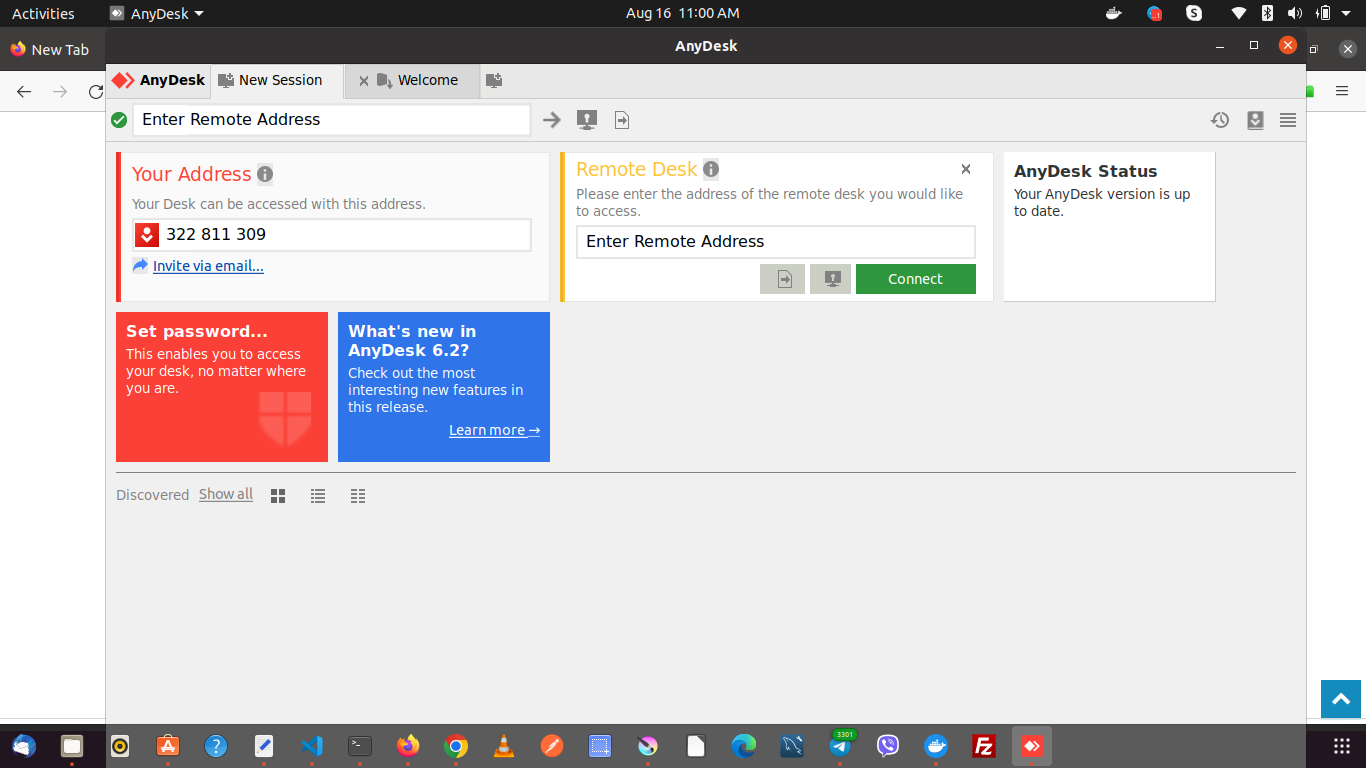 Activities
AnyDesk
Aug 16 11:00 AM
1
S
New Tab
AnyDesk
AnyDesk
New Session
Welcome
Enter Remote Address
Your Address
Your Desk can be accessed with this address.
322 811 309
Invite via email...
Remote Desk
Please enter the address of the remote desk you would like
to access.
Enter Remote Address
Connect
AnyDesk Status
Your AnyDesk version is up
to date.
Set password...
This enables you to access
your desk, no matter where
you are.
What's new in
AnyDesk 6.2?
Check out the most
interesting new features in
this release.
Learn more →
Discovered
Show all
3301
Fz